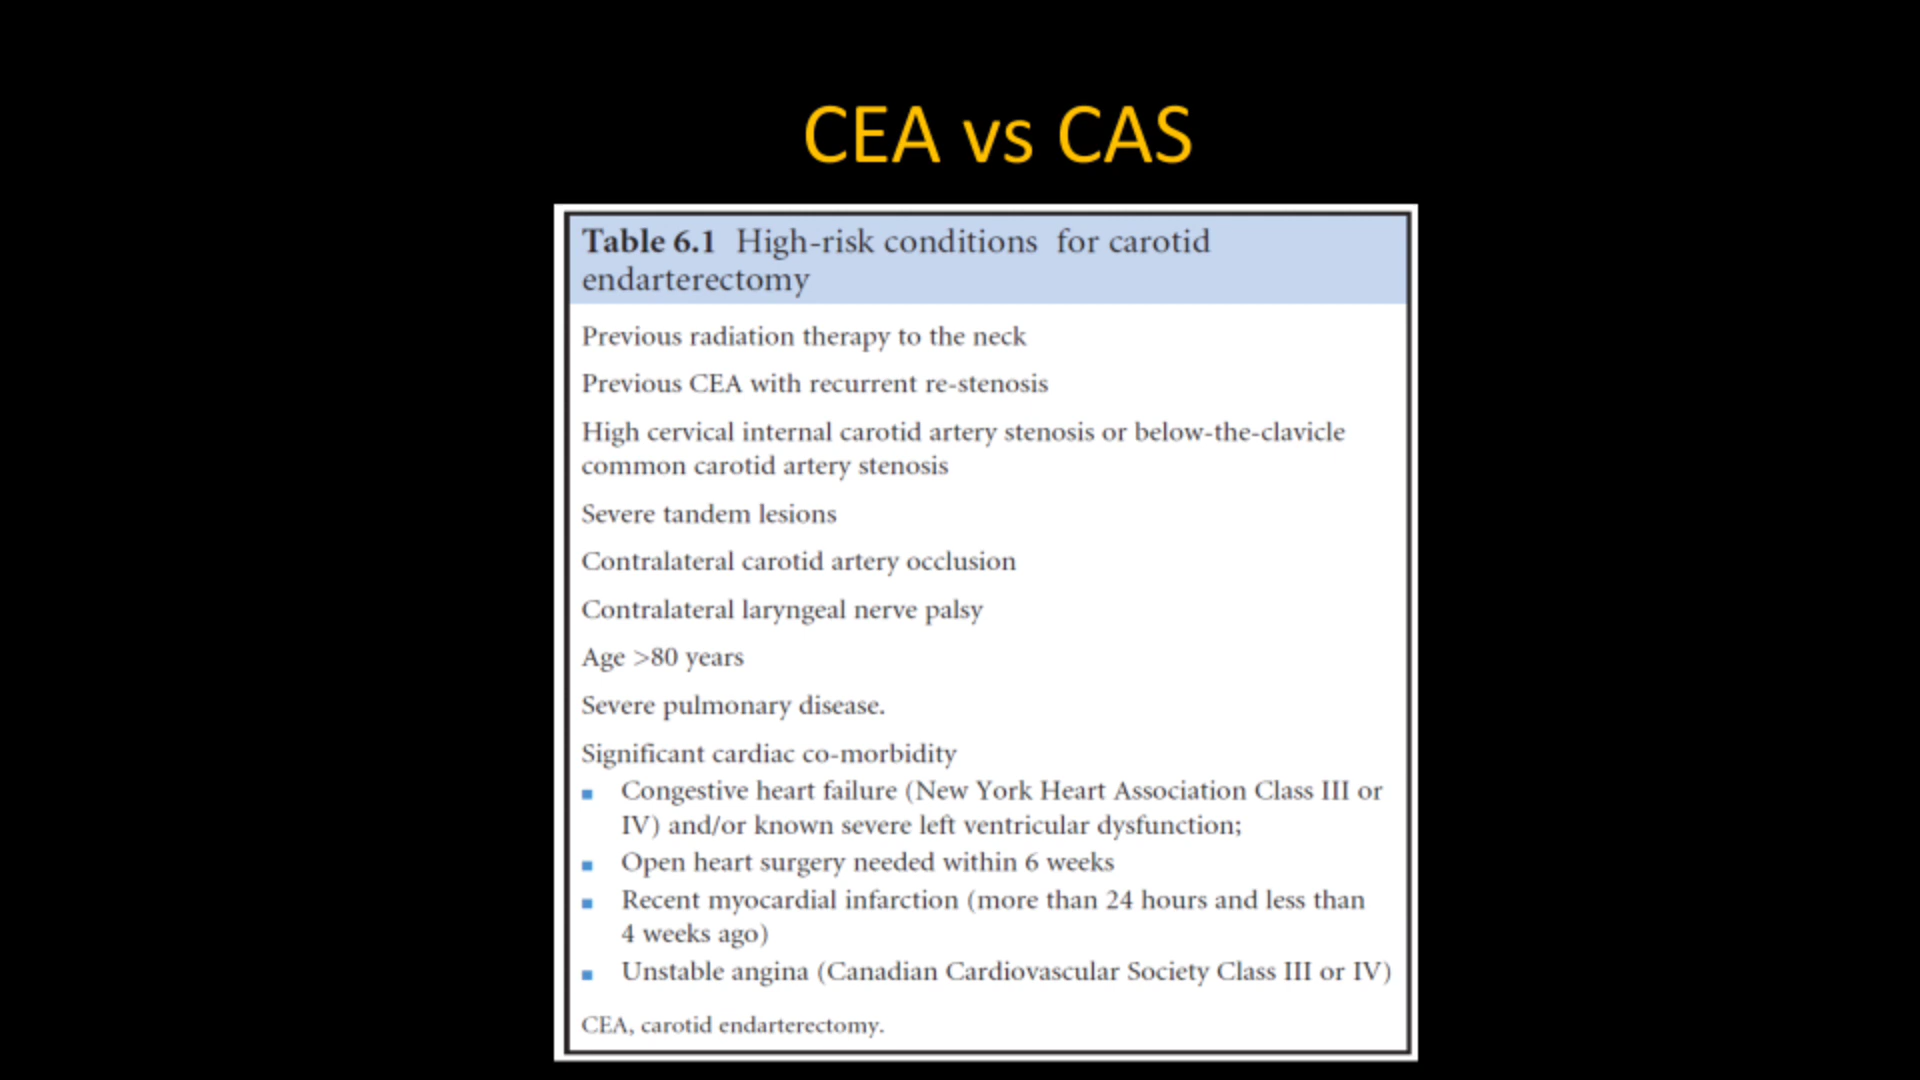 CEA vs CAS
Table 6.1 High-risk conditions for carotid
endarterectomy
Previous radiation therapy to the neck
Previous CEA with recurrent re-stenosis
High cervical internal carotid artery stenosis or below-the-clavicle
common carotid artery stenosis
Severe tandem lesions
Contralateral carotid artery occlusion
Contralateral laryngeal nerve palsy
Age >80 years
Severe pulmonary disease.
Significant cardiac co-morbidity
▪ Congestive heart failure (New York Heart Association Class III or
IV) and/or known severe left ventricular dysfunction;
▪ Open heart surgery needed within 6 weeks
▪ Recent myocardial infarction (more than 24 hours and less than
4 weeks ago)
▪ Unstable angina (Canadian Cardiovascular Society Class III or IV)
CEA, carotid endarterectomy.